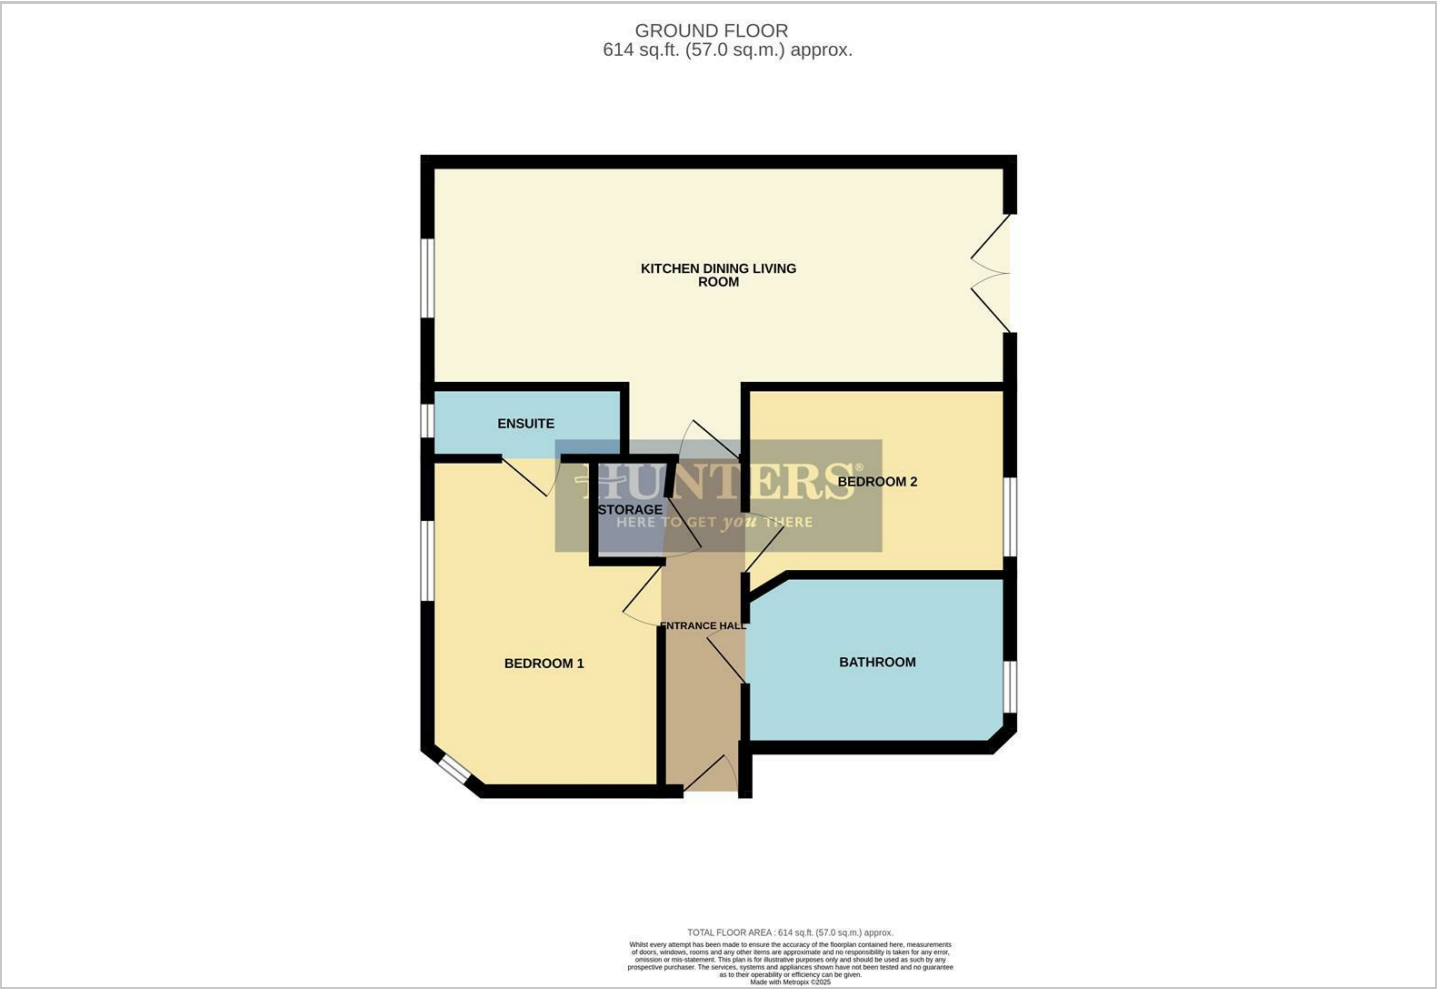 GROUND FLOOR
614 sq.ft. (57.0 sq.m.) approx.
KITCHEN DINING LIVING
ROOM
ENSUITE
HUNTERS®
BEDROOM 2
STORAGE
HERE TO GET you THERE
ENTRANCE HALL
BEDROOM 1
BATHROOM
TOTAL FLOOR AREA : 614 sq.ft. (57.0 sq.m.) approx.
Whilst every attempt has been made to ensure the accuracy of the floorplan contained here, measurements
of doors, windows, rooms and any other items are approximate and no responsibility is taken for any error,
omission or mis-statement. This plan is for illustrative purposes only and should be used as such by any
prospective purchaser. The services, systems and appliances shown have not been tested and no guarantee
as to their operability or efficiency can be given.
Made with Metropix ©2025